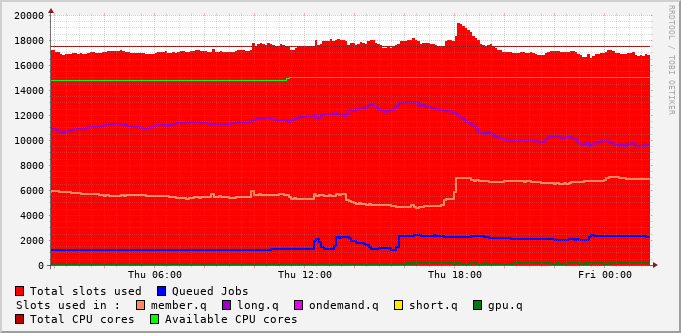 RRDTOOL / TOBI OETIKER
20000
18000
16000
14000
12000
10000
8000
6000
4000
2000
0
Thu 06:00 Thu 12:00 Thu 18:00 Fri 00:00
Total slots used Queued Jobs
Slots used in : member.q long.q ondemand.q short.q gpu.q
Total CPU cores Available CPU cores